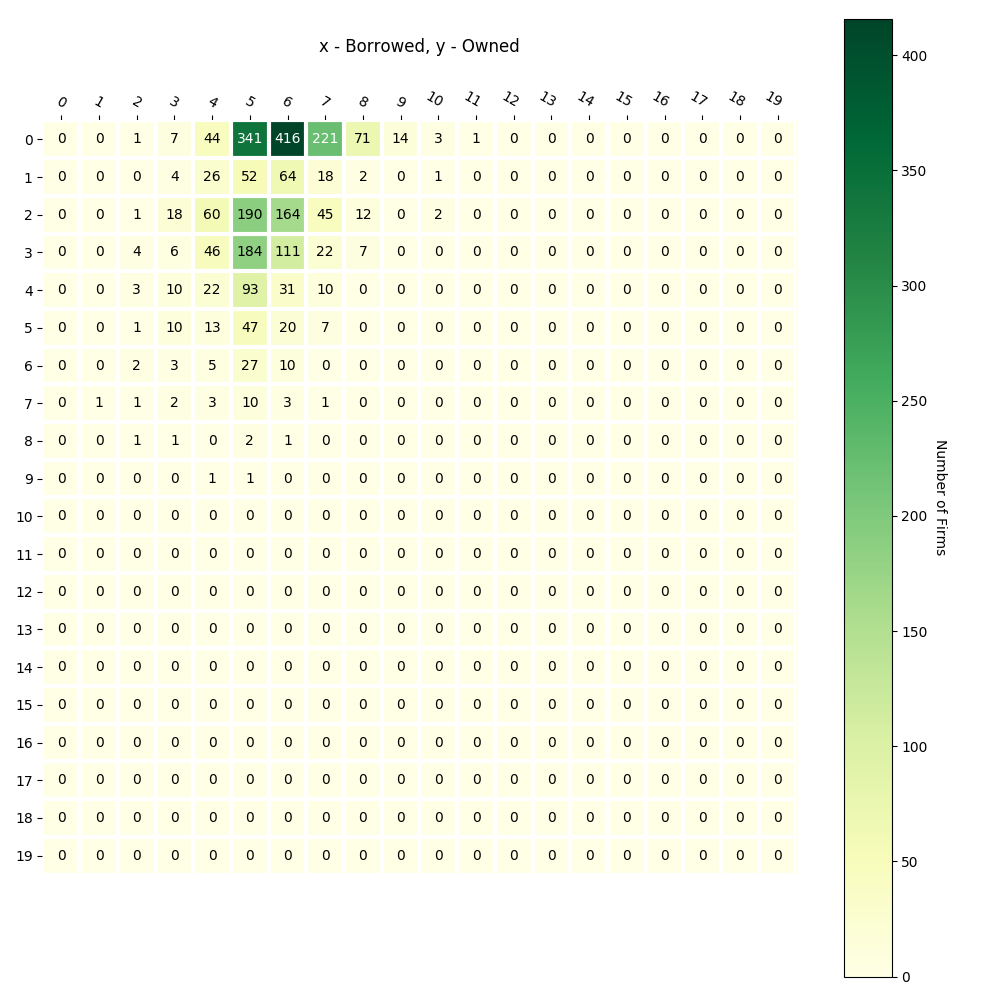 x - Borrowed, y - Owned
0 1 2 3 4 5 6 7 8 9 10 11 12 13 14 15 16 17 18 19
0 0 0 1 7 44 341 416 221 71 14 3 1 0 0 0 0 0 0 0 0
1 0 0 0 4 26 52 64 18 2 0 1 0 0 0 0 0 0 0 0 0
2 0 0 1 18 60 190 164 45 12 0 2 0 0 0 0 0 0 0 0 0
3 0 0 4 6 46 184 111 22 7 0 0 0 0 0 0 0 0 0 0 0
4 0 0 3 10 22 93 31 10 0 0 0 0 0 0 0 0 0 0 0 0
5 0 0 1 10 13 47 20 7 0 0 0 0 0 0 0 0 0 0 0 0
6 0 0 2 3 5 27 10 0 0 0 0 0 0 0 0 0 0 0 0 0
7 0 1 1 2 3 10 3 1 0 0 0 0 0 0 0 0 0 0 0 0
8 0 0 1 1 0 2 1 0 0 0 0 0 0 0 0 0 0 0 0 0
9 0 0 0 0 1 1 0 0 0 0 0 0 0 0 0 0 0 0 0 0
10 0 0 0 0 0 0 0 0 0 0 0 0 0 0 0 0 0 0 0 0
11 0 0 0 0 0 0 0 0 0 0 0 0 0 0 0 0 0 0 0 0
12 0 0 0 0 0 0 0 0 0 0 0 0 0 0 0 0 0 0 0 0
13 0 0 0 0 0 0 0 0 0 0 0 0 0 0 0 0 0 0 0 0
14 0 0 0 0 0 0 0 0 0 0 0 0 0 0 0 0 0 0 0 0
15 0 0 0 0 0 0 0 0 0 0 0 0 0 0 0 0 0 0 0 0
16 0 0 0 0 0 0 0 0 0 0 0 0 0 0 0 0 0 0 0 0
17 0 0 0 0 0 0 0 0 0 0 0 0 0 0 0 0 0 0 0 0
18 0 0 0 0 0 0 0 0 0 0 0 0 0 0 0 0 0 0 0 0
19 0 0 0 0 0 0 0 0 0 0 0 0 0 0 0 0 0 0 0 0
400
350
300
250
200
150
100
50
0
Number of Firms